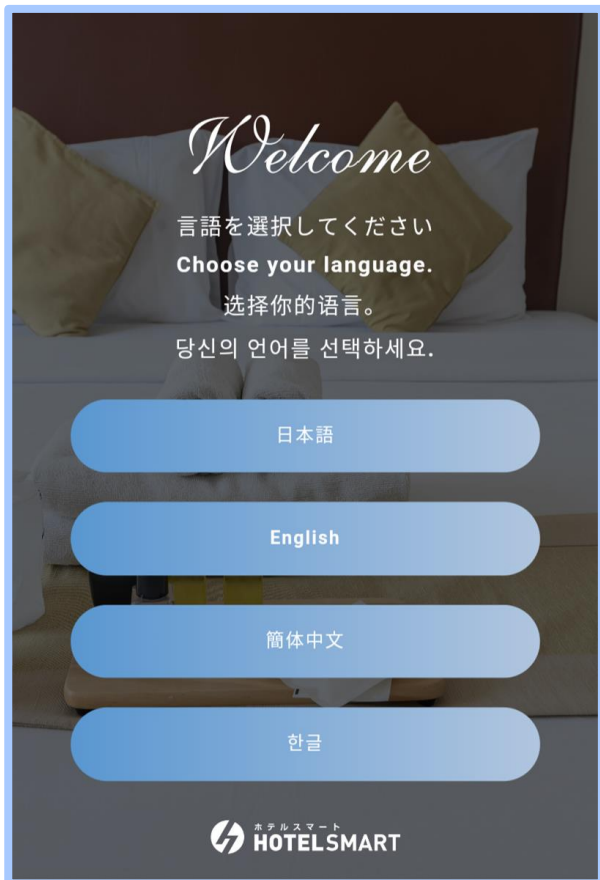 Welcome
言語を選択してください
Choose your language.
选择你的语言。
당신의 언어를 선택하세요.
日本語
English
簡体中文
한글
ホテルスマート
HOTELSMART